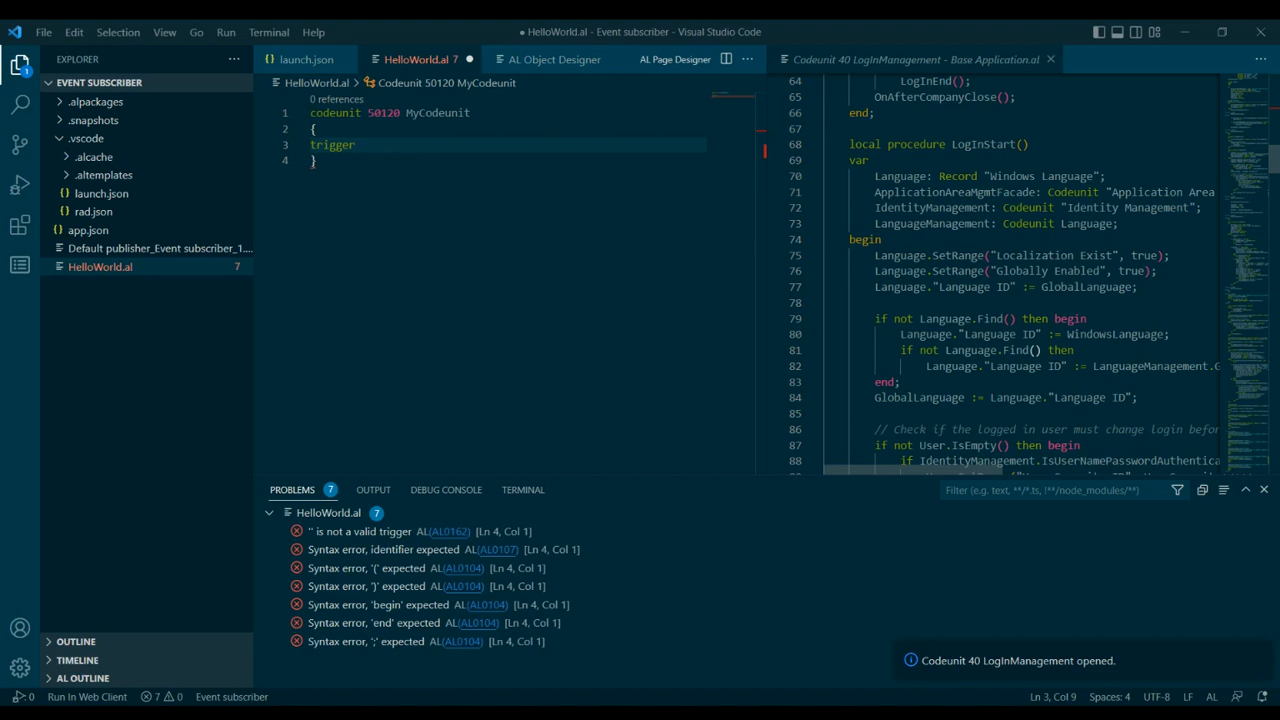 File Edit Selection View Go Run Terminal Help
● HelloWorld.al - Event subscriber - Visual Studio Code
EXPLORER
EVENT SUBSCRIBER
.alpackages
.snapshots
.vscode
.alcache
.altemplates
launch.json
rad.json
app.json
Default publisher_Event subscriber_1....
HelloWorld.al 7
OUTLINE
TIMELINE
AL OUTLINE
launch.json
HelloWorld.al 7
AL Object Designer
AL Page Designer
HelloWorld.al > Codeunit 50120 MyCodeunit
0 references
1 codeunit 50120 MyCodeunit
2 {
3 trigger
4 }
Codeunit 40 LogInManagement - Base Application.al
64 LogInEnd();
65 OnAfterCompanyClose();
66 end;
67
68 local procedure LogInStart()
69 var
70 Language: Record "Windows Language";
71 ApplicationAreaMgmtFacade: Codeunit "Application Area
72 IdentityManagement: Codeunit "Identity Management";
73 LanguageManagement: Codeunit Language;
74 begin
75 Language.SetRange("Localization Exist", true);
76 Language.SetRange("Globally Enabled", true);
77 Language."Language ID" := GlobalLanguage;
78
79 if not Language.Find() then begin
80 Language."Language ID" := WindowsLanguage;
81 if not Language.Find() then
82 Language."Language ID" := LanguageManagement.G
83 end;
84 GlobalLanguage := Language."Language ID";
85
86 // Check if the logged in user must change login befor
87 if not User.IsEmpty() then begin
88 if IdentityManagement.IsUserNamePasswordAuthentica
PROBLEMS 7 OUTPUT DEBUG CONSOLE TERMINAL
Filter (e.g. text, **/*.ts, !**/node_modules/**)
HelloWorld.al 7
'' is not a valid trigger AL(AL0162) [Ln 4, Col 1]
Syntax error, identifier expected AL(AL0107) [Ln 4, Col 1]
Syntax error, '(' expected AL(AL0104) [Ln 4, Col 1]
Syntax error, ')' expected AL(AL0104) [Ln 4, Col 1]
Syntax error, 'begin' expected AL(AL0104) [Ln 4, Col 1]
Syntax error, 'end' expected AL(AL0104) [Ln 4, Col 1]
Syntax error, ';' expected AL(AL0104) [Ln 4, Col 1]
Codeunit 40 LogInManagement opened.
0 Run In Web Client 7 0 Event subscriber
Ln 3, Col 9 Spaces: 4 UTF-8 LF AL